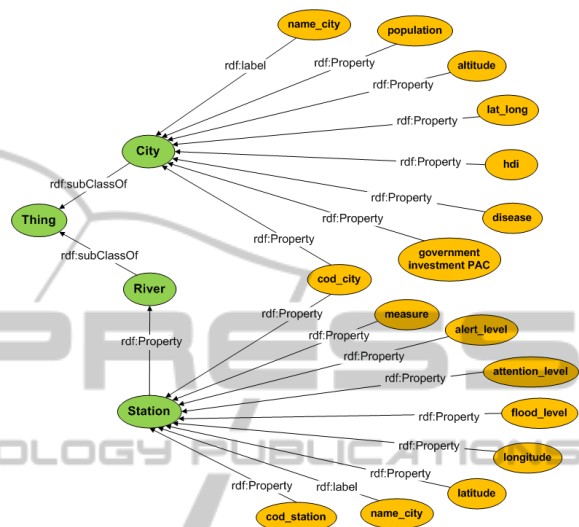 name_city
population
rdf:label
rdf:Property
altitude
rdf:Property
lat_long
rdf:Property
City
rdf:Property
hdi
rdf:subClassOf
rdf:Property
disease
Thing
rdf:Property
rdf:Property
government
investment PAC
rdf:subClassOf
cod_city
River
rdf:Property
measure
alert_level
rdf:Property
rdf:Property
rdf:Property
attention_level
rdf:Property
Station
rdf:Property
flood_level
rdf:Property
longitude
rdf:Property
rdf:Property
rdf:label
latitude
cod_station
name_city
PRESS
OLOGY PUBLICATIONS